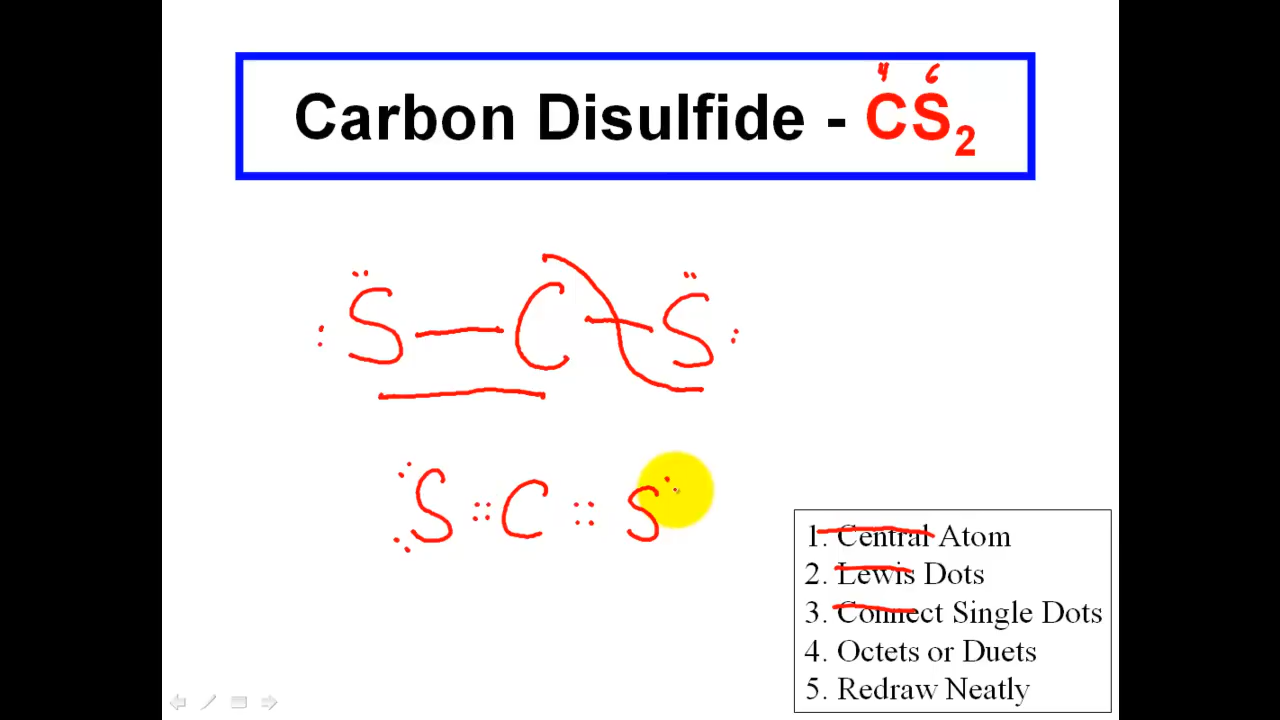 4 6
Carbon Disulfide - CS₂
S — C — S
S :: C :: S
1. Central Atom
2. Lewis Dots
3. Connect Single Dots
4. Octets or Duets
5. Redraw Neatly